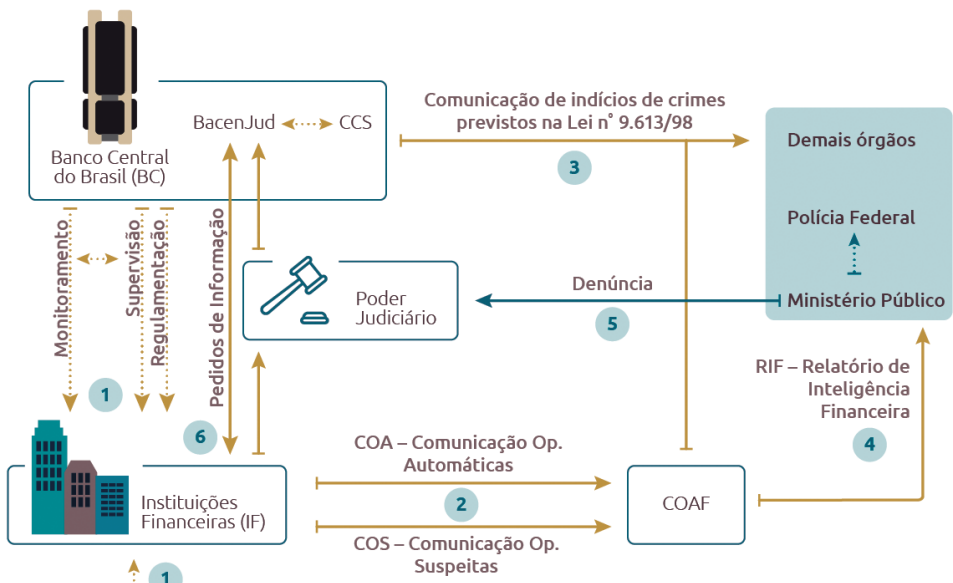 Banco Central
do Brasil (BC)
BacenJud
CCS
Comunicação de indícios de crimes
previstos na Lei n° 9.613/98
3
Demais órgãos
Polícia Federal
Ministério Público
Monitoramento
Supervisão
Regulamentação
Pedidos de Informação
Poder
Judiciário
Denúncia
5
RIF – Relatório de
Inteligência
Financeira
4
1
6
COA – Comunicação Op.
Automáticas
2
COS – Comunicação Op.
Suspeitas
Instituições
Financeiras (IF)
COAF
1